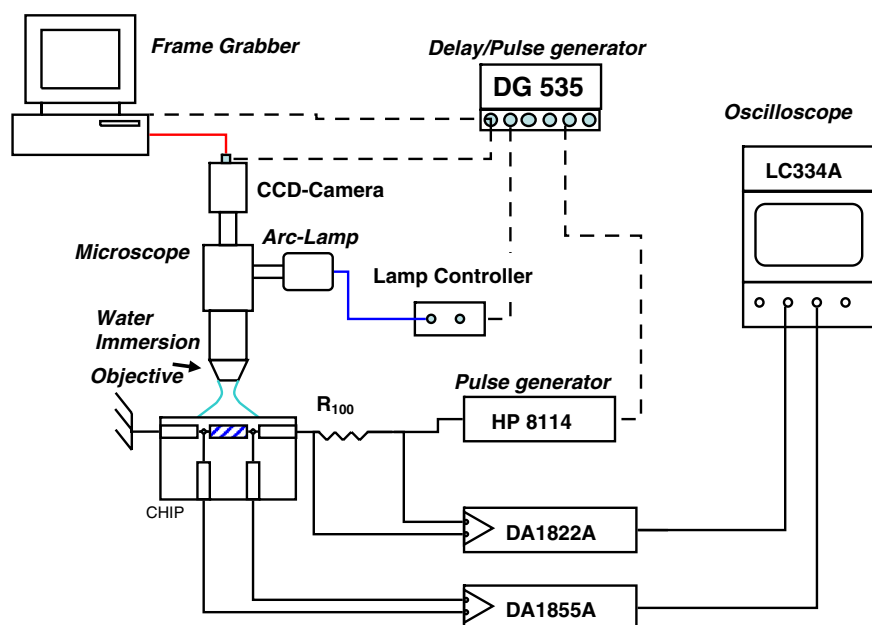 Frame Grabber
Delay/Pulse generator
DG 535
Oscilloscope
LC334A
CCD-Camera
Microscope
Arc-Lamp
Lamp Controller
Water
Immersion
Objective
Pulse generator
R100
HP 8114
CHIP
DA1822A
DA1855A